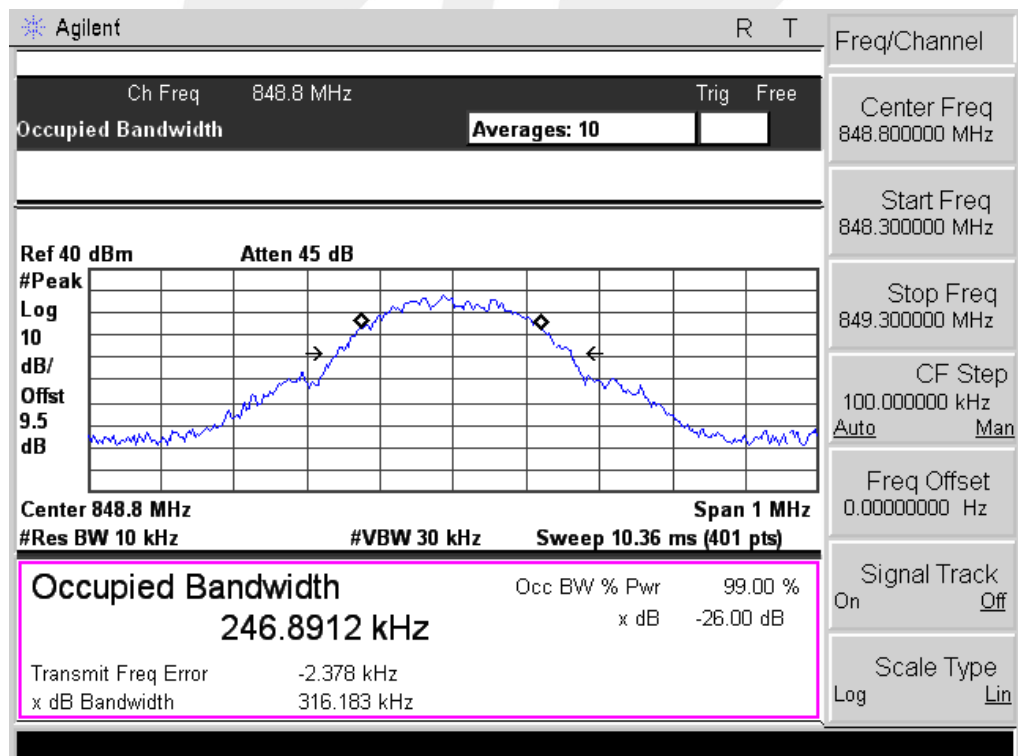 Agilent R T
Ch Freq 848.8 MHz Trig Free
Occupied Bandwidth Averages: 10
Ref 40 dBm Atten 45 dB
#Peak
Log
10
dB/
Offst
9.5
dB
Center 848.8 MHz Span 1 MHz
#Res BW 10 kHz #VBW 30 kHz Sweep 10.36 ms (401 pts)
Occupied Bandwidth Occ BW % Pwr 99.00 %
246.8912 kHz x dB -26.00 dB
Transmit Freq Error -2.378 kHz
x dB Bandwidth 316.183 kHz
Freq/Channel
Center Freq
848.800000 MHz
Start Freq
848.300000 MHz
Stop Freq
849.300000 MHz
CF Step
100.000000 kHz
Auto Man
Freq Offset
0.00000000 Hz
Signal Track
On Off
Scale Type
Log Lin